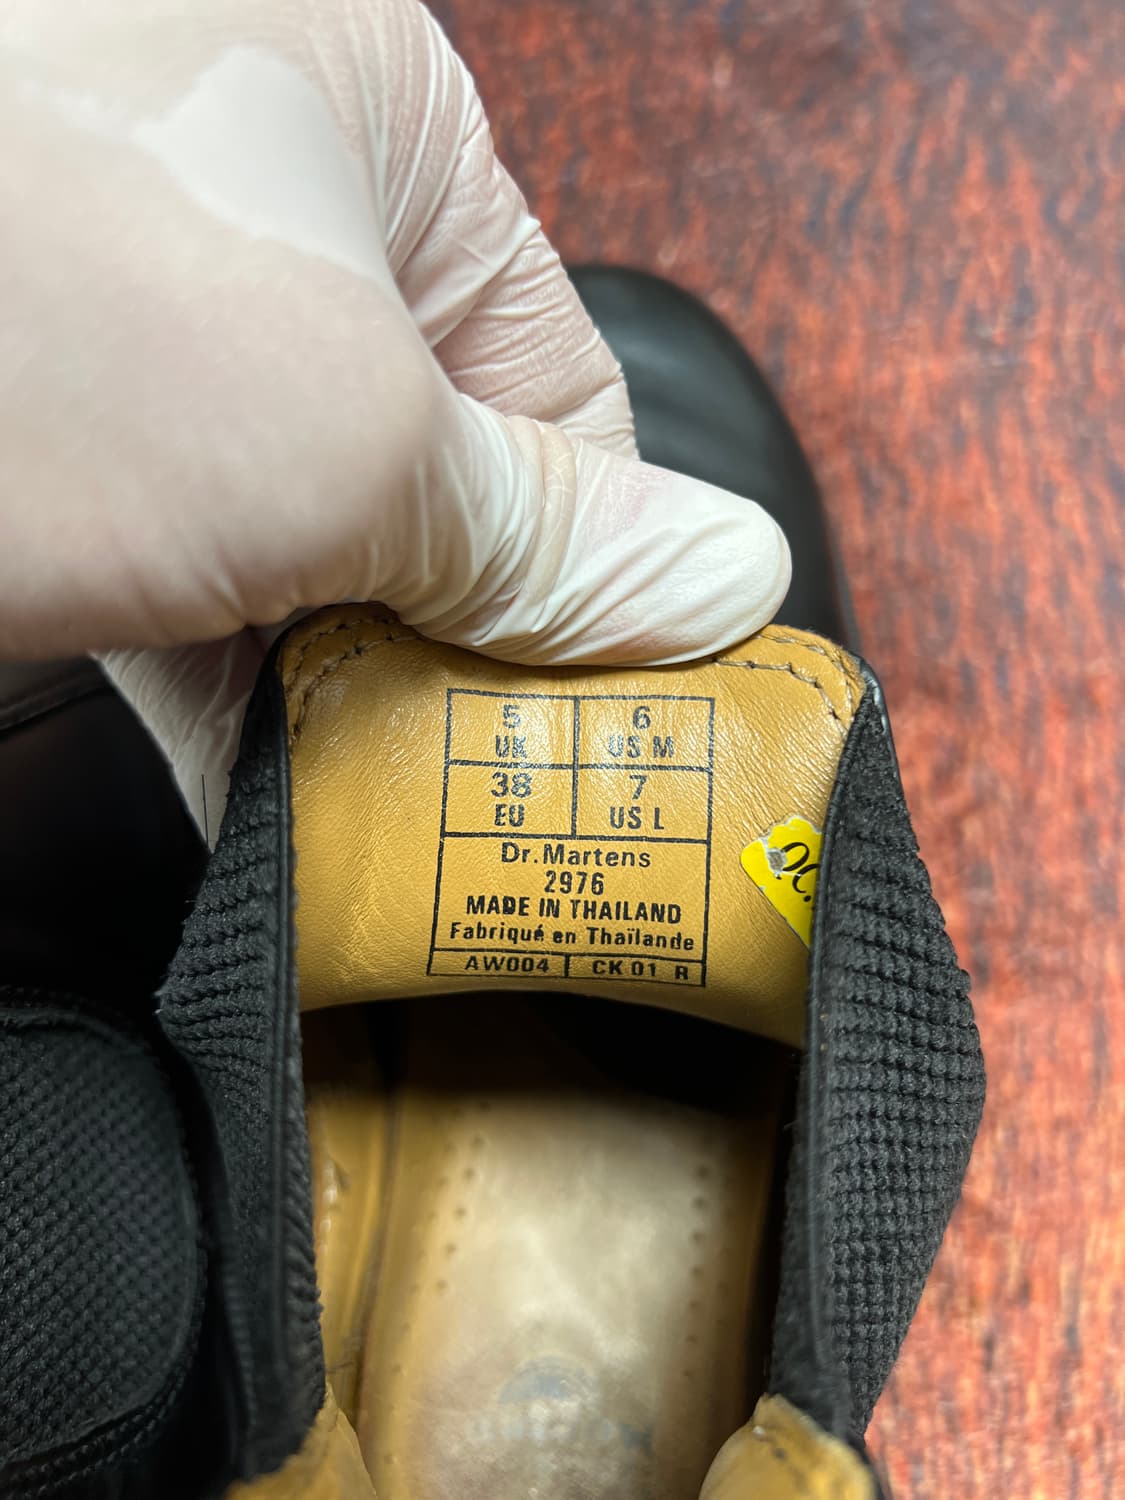 5 6
UK US M
38 7
EU US L
Dr.Martens
2976
MADE IN THAILAND
Fabriqué en Thaïlande
AW004 CK 01 R